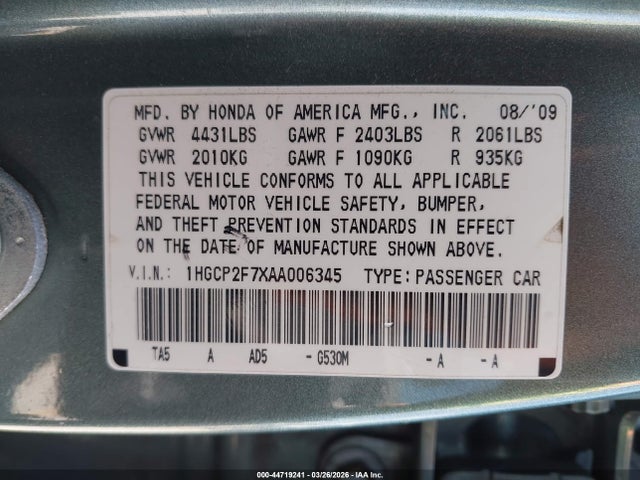 MFD. BY HONDA OF AMERICA MFG., INC. 08/'09
GVWR 4431LBS GAWR F 2403LBS R 2061LBS
GVWR 2010KG GAWR F 1090KG R 935KG
THIS VEHICLE CONFORMS TO ALL APPLICABLE
FEDERAL MOTOR VEHICLE SAFETY, BUMPER,
AND THEFT PREVENTION STANDARDS IN EFFECT
ON THE DATE OF MANUFACTURE SHOWN ABOVE.
V.I.N.: 1HGCP2F7XAA006345 TYPE: PASSENGER CAR
TA5 A AD5 - G530M - A - A
000-44719241 | 03/26/2026 | IAA Inc.